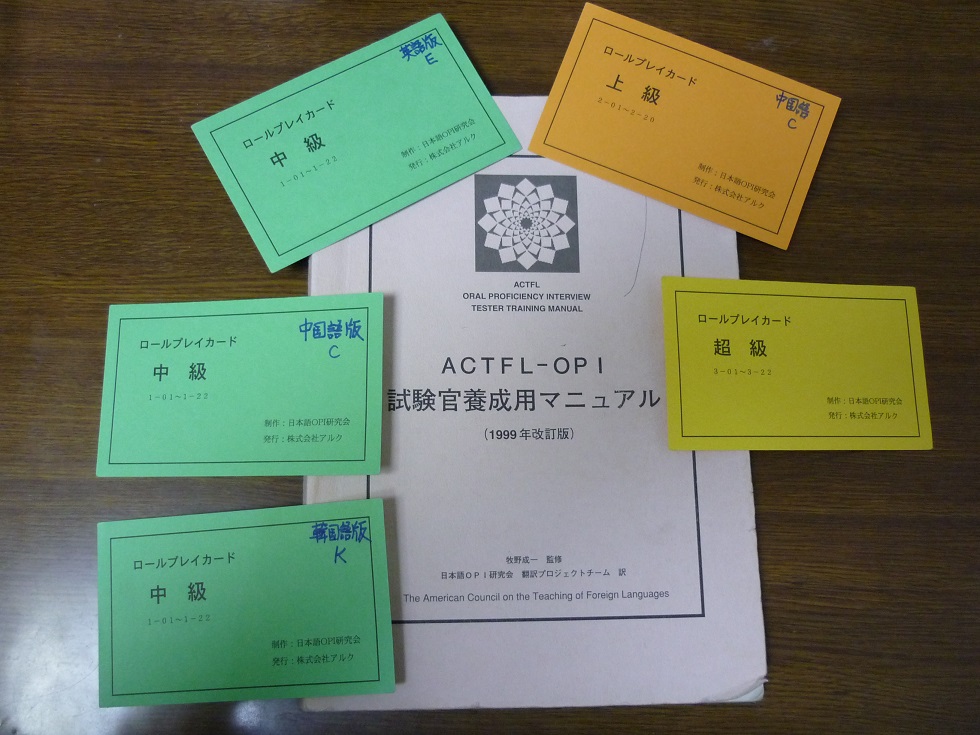 英語版
E
ロールプレイカード
中 級
1-01~1-22
制作：日本語OPI研究会
発行：株式会社アルク
中国語
C
ロールプレイカード
上 級
2-01~2-20
制作：日本語OPI研究会
発行：株式会社アルク
ACTFL
ORAL PROFICIENCY INTERVIEW
TESTER TRAINING MANUAL
ACTFL-OPI
試験官養成用マニュアル
（1999年改訂版）
牧野成一 監修
日本語OPI研究会 翻訳プロジェクトチーム 訳
The American Council on the Teaching of Foreign Languages
中国語版
C
ロールプレイカード
中 級
1-01~1-22
制作：日本語OPI研究会
発行：株式会社アルク
ロールプレイカード
超 級
3-01~3-22
制作：日本語OPI研究会
発行：株式会社アルク
韓国語版
K
ロールプレイカード
中 級
1-01~1-22
制作：日本語OPI研究会
発行：株式会社アルク